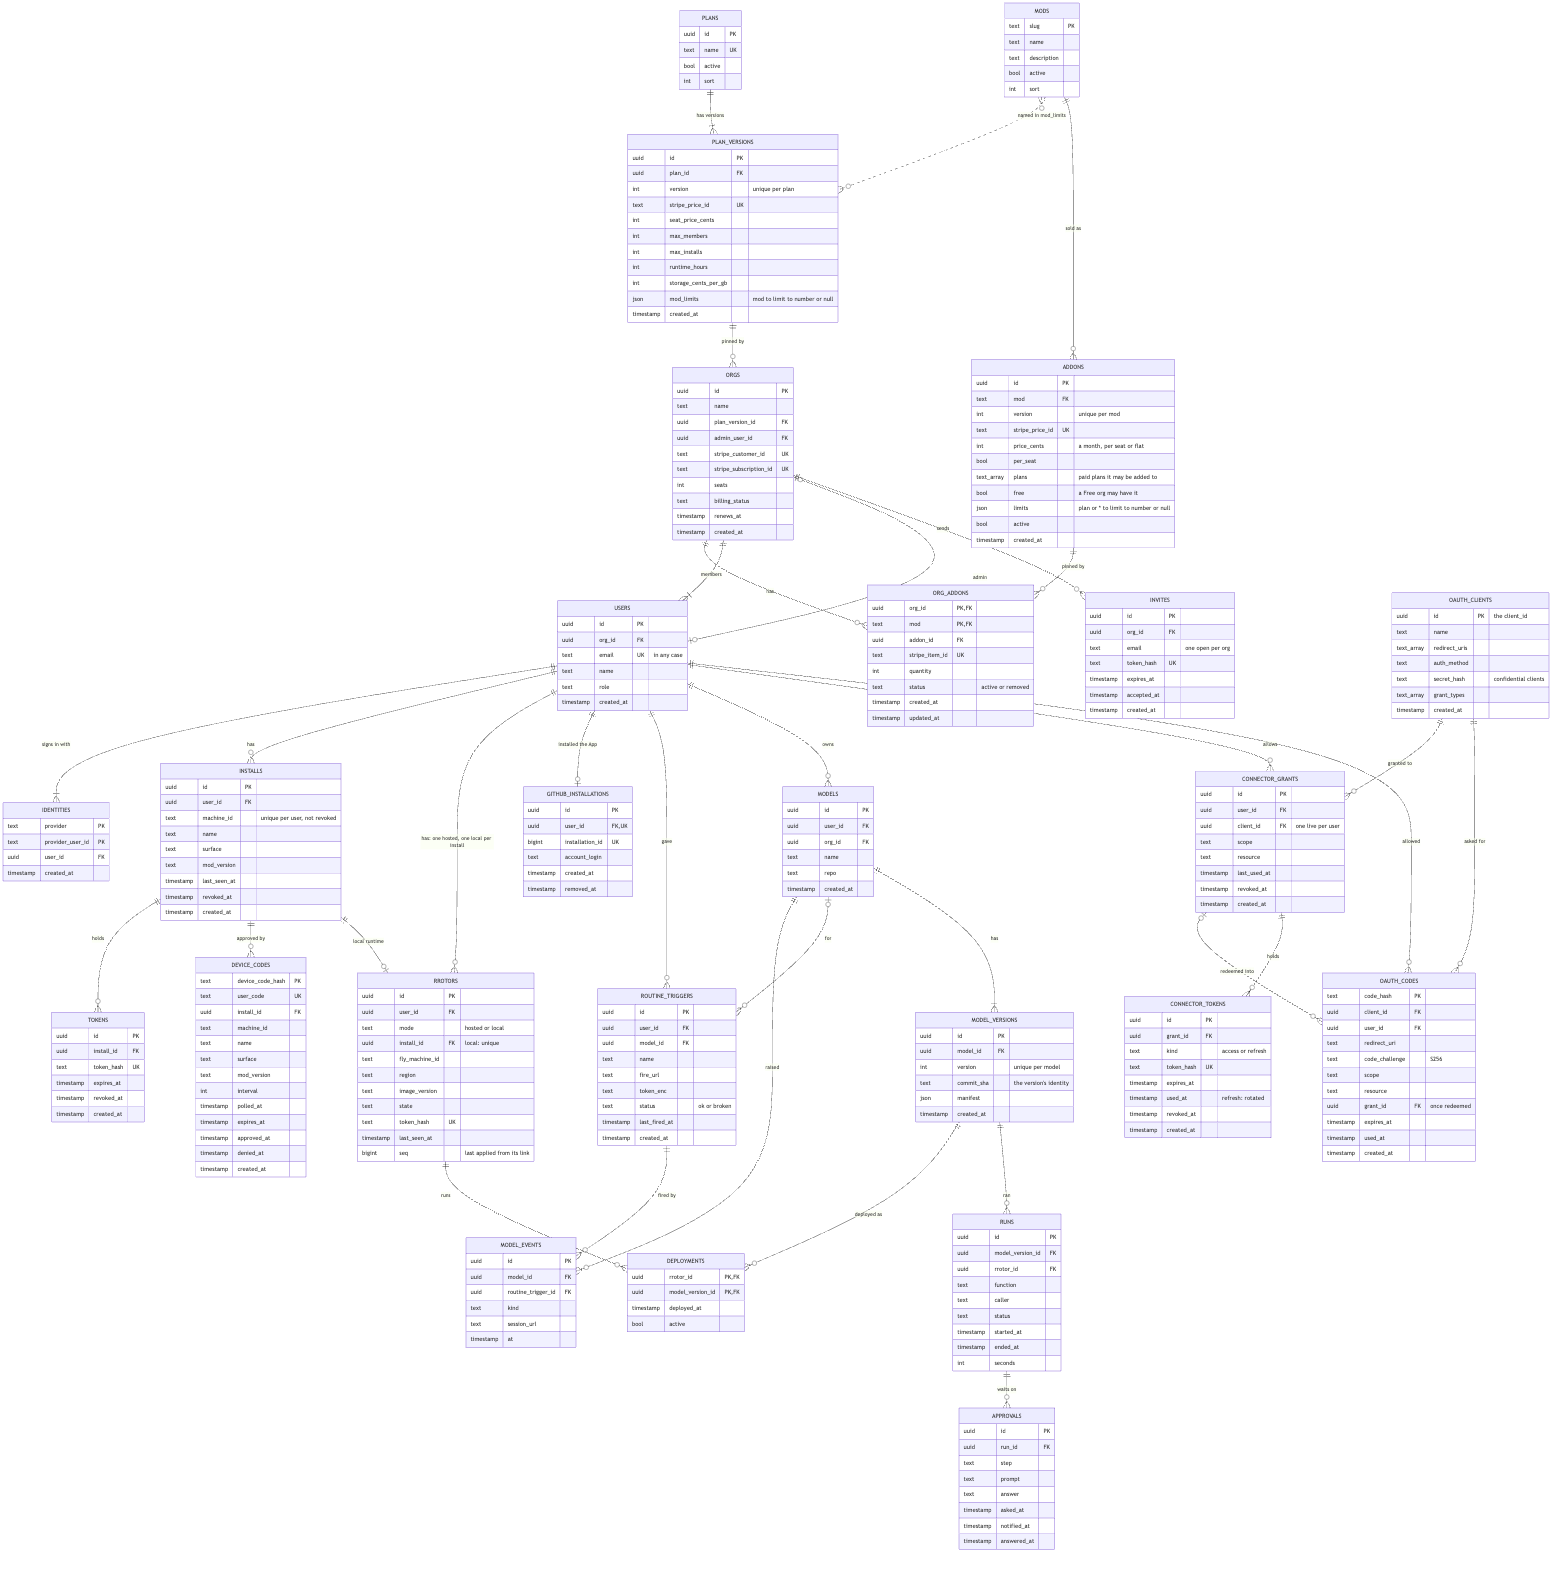 PLANS
uuid id PK
text name UK
bool active
int sort
MODS
text slug PK
text name
text description
bool active
int sort
has versions
named in mod_limits
PLAN_VERSIONS
uuid id PK
uuid plan_id FK
int version unique per plan
text stripe_price_id UK
int seat_price_cents
int max_members
int max_installs
int runtime_hours
int storage_cents_per_gb
json mod_limits mod to limit to number or null
timestamp created_at
sold as
pinned by
ORGS
uuid id PK
text name
uuid plan_version_id FK
uuid admin_user_id FK
text stripe_customer_id UK
text stripe_subscription_id UK
int seats
text billing_status
timestamp renews_at
timestamp created_at
ADDONS
uuid id PK
text mod FK
int version unique per mod
text stripe_price_id UK
int price_cents a month, per seat or flat
bool per_seat
text_array plans paid plans it may be added to
bool free a Free org may have it
json limits plan or * to limit to number or null
bool active
timestamp created_at
sends
members
has
admin
pinned by
USERS
uuid id PK
uuid org_id FK
text email UK in any case
text name
text role
timestamp created_at
ORG_ADDONS
uuid org_id PK,FK
text mod PK,FK
uuid addon_id FK
text stripe_item_id UK
int quantity
text status active or removed
timestamp created_at
timestamp updated_at
INVITES
uuid id PK
uuid org_id FK
text email one open per org
text token_hash UK
timestamp expires_at
timestamp accepted_at
timestamp created_at
OAUTH_CLIENTS
uuid id PK the client_id
text name
text_array redirect_uris
text auth_method
text secret_hash confidential clients
text_array grant_types
timestamp created_at
signs in with
has
installed the App
owns
allows
granted to
IDENTITIES
text provider PK
text provider_user_id PK
uuid user_id FK
timestamp created_at
INSTALLS
uuid id PK
uuid user_id FK
text machine_id unique per user, not revoked
text name
text surface
text mod_version
timestamp last_seen_at
timestamp revoked_at
timestamp created_at
has: one hosted, one local per
install
GITHUB_INSTALLATIONS
uuid id PK
uuid user_id FK,UK
bigint installation_id UK
text account_login
timestamp created_at
timestamp removed_at
gave
MODELS
uuid id PK
uuid user_id FK
uuid org_id FK
text name
text repo
timestamp created_at
CONNECTOR_GRANTS
uuid id PK
uuid user_id FK
uuid client_id FK one live per user
text scope
text resource
timestamp last_used_at
timestamp revoked_at
timestamp created_at
allowed
asked for
holds
approved by
local runtime
for
has
redeemed into
holds
TOKENS
uuid id PK
uuid install_id FK
text token_hash UK
timestamp expires_at
timestamp revoked_at
timestamp created_at
DEVICE_CODES
text device_code_hash PK
text user_code UK
uuid install_id FK
text machine_id
text name
text surface
text mod_version
int interval
timestamp polled_at
timestamp expires_at
timestamp approved_at
timestamp denied_at
timestamp created_at
RROTORS
uuid id PK
uuid user_id FK
text mode hosted or local
uuid install_id FK local: unique
text fly_machine_id
text region
text image_version
text state
text token_hash UK
timestamp last_seen_at
bigint seq last applied from its link
ROUTINE_TRIGGERS
uuid id PK
uuid user_id FK
uuid model_id FK
text name
text fire_url
text token_enc
text status ok or broken
timestamp last_fired_at
timestamp created_at
raised
MODEL_VERSIONS
uuid id PK
uuid model_id FK
int version unique per model
text commit_sha the version's identity
json manifest
timestamp created_at
CONNECTOR_TOKENS
uuid id PK
uuid grant_id FK
text kind access or refresh
text token_hash UK
timestamp expires_at
timestamp used_at refresh: rotated
timestamp revoked_at
timestamp created_at
OAUTH_CODES
text code_hash PK
uuid client_id FK
uuid user_id FK
text redirect_uri
text code_challenge S256
text scope
text resource
uuid grant_id FK once redeemed
timestamp expires_at
timestamp used_at
timestamp created_at
runs
fired by
deployed as
ran
MODEL_EVENTS
uuid id PK
uuid model_id FK
uuid routine_trigger_id FK
text kind
text session_url
timestamp at
DEPLOYMENTS
uuid rrotor_id PK,FK
uuid model_version_id PK,FK
timestamp deployed_at
bool active
RUNS
uuid id PK
uuid model_version_id FK
uuid rrotor_id FK
text function
text caller
text status
timestamp started_at
timestamp ended_at
int seconds
waits on
APPROVALS
uuid id PK
uuid run_id FK
text step
text prompt
text answer
timestamp asked_at
timestamp notified_at
timestamp answered_at